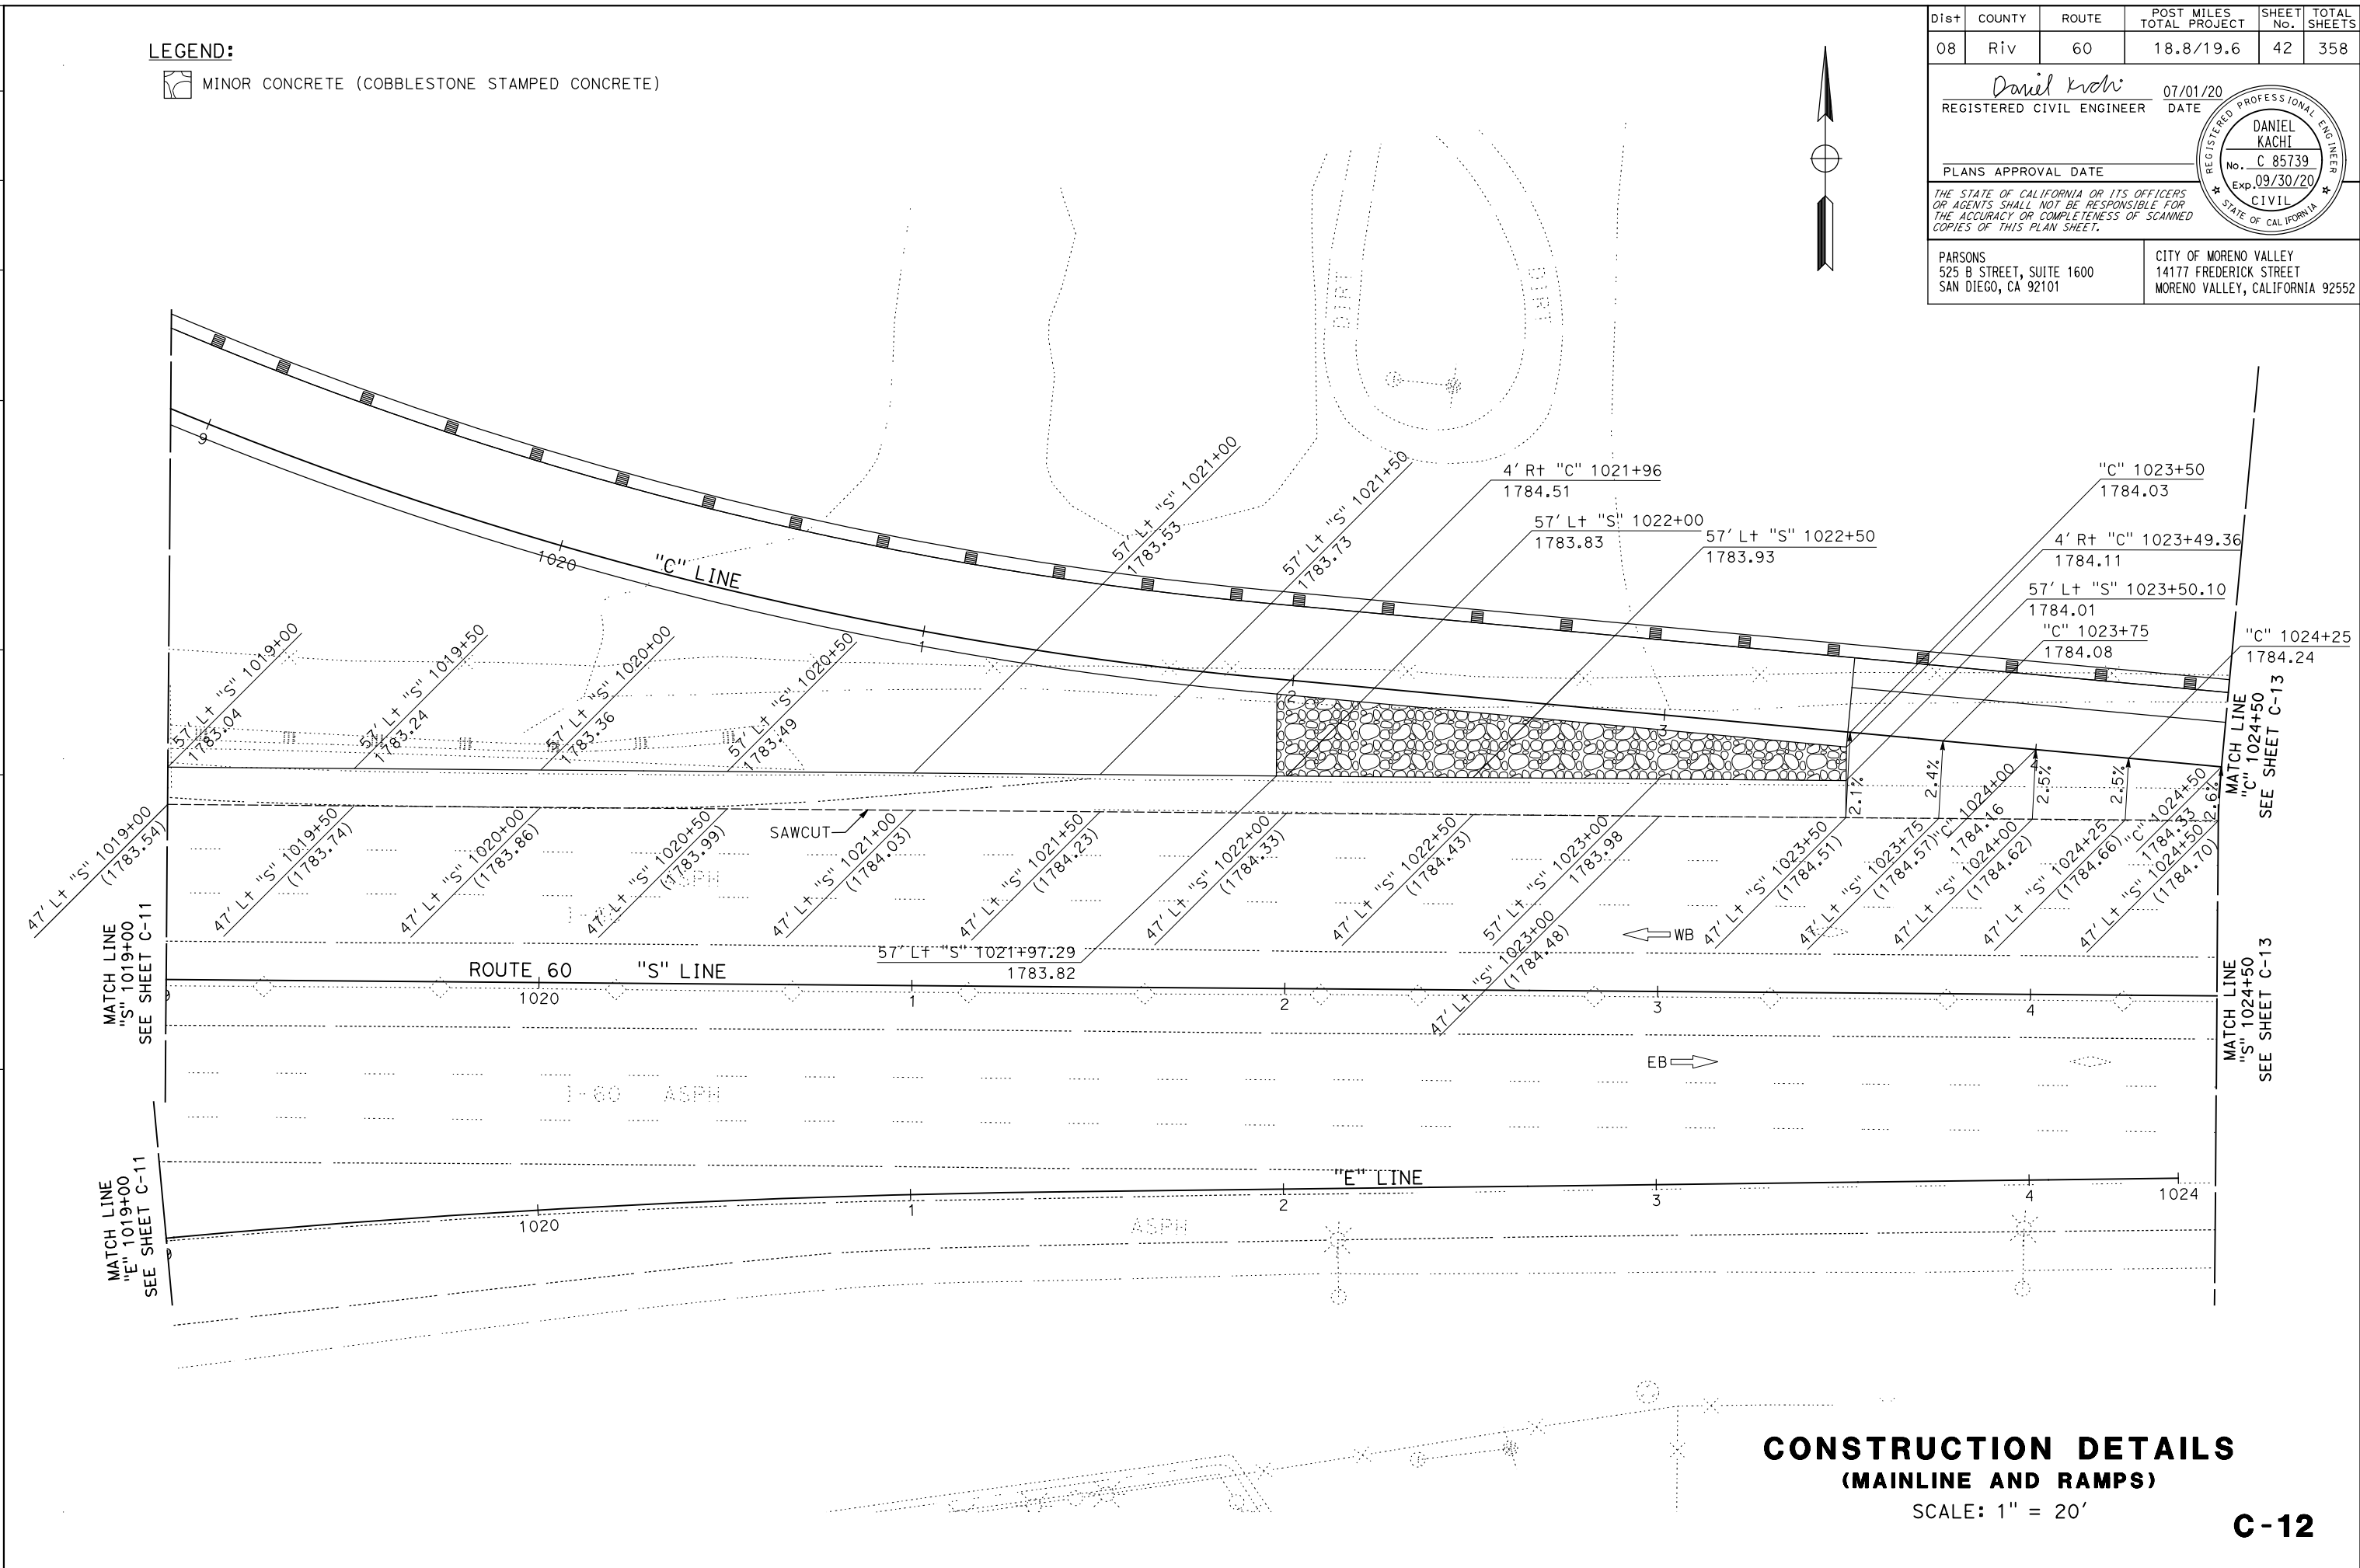 LEGEND:
MINOR CONCRETE (COBBLESTONE STAMPED CONCRETE)
Dist COUNTY ROUTE POST MILES TOTAL PROJECT SHEET No. TOTAL SHEETS
08 Riv 60 18.8/19.6 42 358
Daniel Kachi 07/01/20
REGISTERED CIVIL ENGINEER DATE
PLANS APPROVAL DATE
REGISTERED PROFESSIONAL ENGINEER
DANIEL
KACHI
No. C 85739
Exp. 09/30/20
CIVIL
STATE OF CALIFORNIA
THE STATE OF CALIFORNIA OR ITS OFFICERS
OR AGENTS SHALL NOT BE RESPONSIBLE FOR
THE ACCURACY OR COMPLETENESS OF SCANNED
COPIES OF THIS PLAN SHEET.
PARSONS
525 B STREET, SUITE 1600
SAN DIEGO, CA 92101
CITY OF MORENO VALLEY
14177 FREDERICK STREET
MORENO VALLEY, CALIFORNIA 92552
DIRT
DIRT
9
1020
"C" LINE
1
2
3
4
57' Lt "S" 1019+00
1783.04
57' Lt "S" 1019+50
1783.24
57' Lt "S" 1020+00
1783.36
57' Lt "S" 1020+50
1783.49
57' Lt "S" 1021+00
1783.53
57' Lt "S" 1021+50
1783.73
4' Rt "C" 1021+96
1784.51
57' Lt "S" 1022+00
1783.83
57' Lt "S" 1022+50
1783.93
"C" 1023+50
1784.03
4' Rt "C" 1023+49.36
1784.11
57' Lt "S" 1023+50.10
1784.01
"C" 1023+75
1784.08
"C" 1024+25
1784.24
MATCH LINE
"C" 1024+50
SEE SHEET C-13
2.1%
2.4%
2.5%
2.5%
2.6%
SAWCUT
47' Lt "S" 1019+00
(1783.54)
47' Lt "S" 1019+50
(1783.74)
47' Lt "S" 1020+00
(1783.86)
47' Lt "S" 1020+50
(1783.99)
47' Lt "S" 1021+00
(1784.03)
47' Lt "S" 1021+50
(1784.23)
47' Lt "S" 1022+00
(1784.33)
47' Lt "S" 1022+50
(1784.43)
57' Lt "S" 1023+00
1783.98
47' Lt "S" 1023+00
(1784.48)
47' Lt "S" 1023+50
(1784.51)
47' Lt "S" 1023+75
(1784.57)
"C" 1024+00
1784.16
47' Lt "S" 1024+00
(1784.62)
47' Lt "S" 1024+25
(1784.66)
"C" 1024+50
1784.33
47' Lt "S" 1024+50
(1784.70)
57' Lt "S" 1021+97.29
1783.82
ASPH
WB
MATCH LINE
"S" 1019+00
SEE SHEET C-11
ROUTE 60 "S" LINE
1020
1
2
3
4
MATCH LINE
"S" 1024+50
SEE SHEET C-13
EB
I-60 ASPH
MATCH LINE
"E" 1019+00
SEE SHEET C-11
"E" LINE
1020
1
2
3
4
1024
ASPH
CONSTRUCTION DETAILS
(MAINLINE AND RAMPS)
SCALE: 1" = 20'
C-12